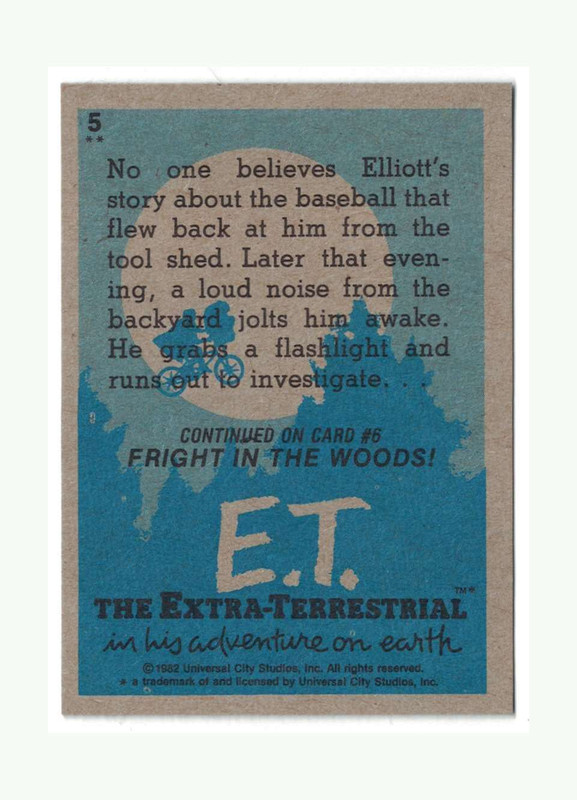 5
**
No one believes Elliott's
story about the baseball that
flew back at him from the
tool shed. Later that even-
ing, a loud noise from the
backyard jolts him awake.
He grabs a flashlight and
runs out to investigate. . .
CONTINUED ON CARD #6
FRIGHT IN THE WOODS!
E.T.
THE EXTRA-TERRESTRIAL ™*
in his adventure on earth
©1982 Universal City Studios, Inc. All rights reserved.
* a trademark of and licensed by Universal City Studios, Inc.